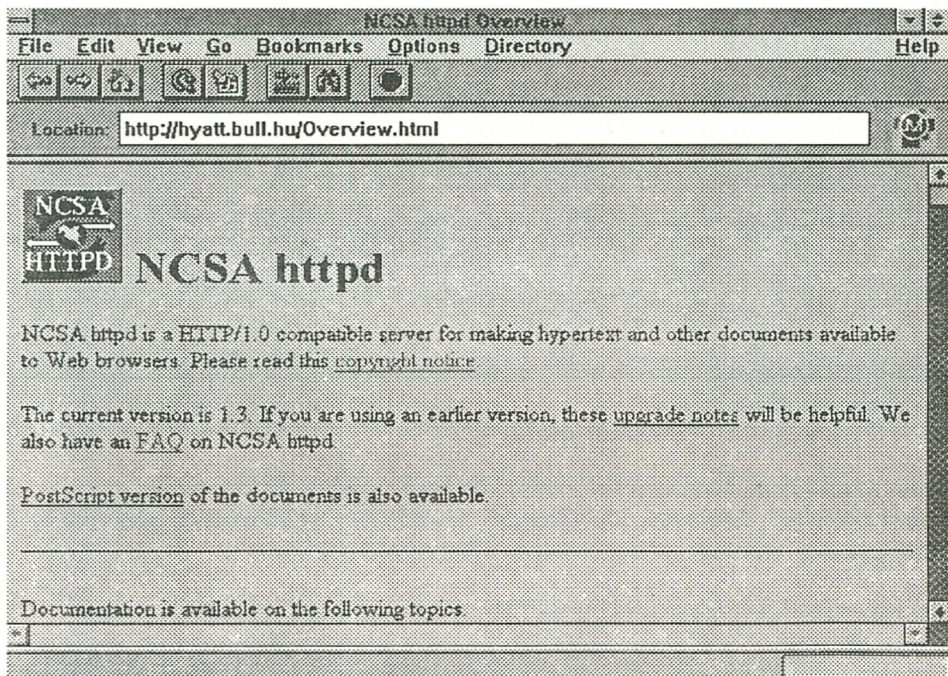 NCSA httpd Overview
File Edit View Go Bookmarks Options Directory Help
Location: http://hyatt.bull.hu/Overview.html
NCSA
HTTPD
NCSA httpd
NCSA httpd is a HTTP/1.0 compatible server for making hypertext and other documents available
to Web browsers. Please read this copyright notice
The current version is 1.3. If you are using an earlier version, these upgrade notes will be helpful. We
also have an FAQ on NCSA httpd
PostScript version of the documents is also available.
Documentation is available on the following topics.